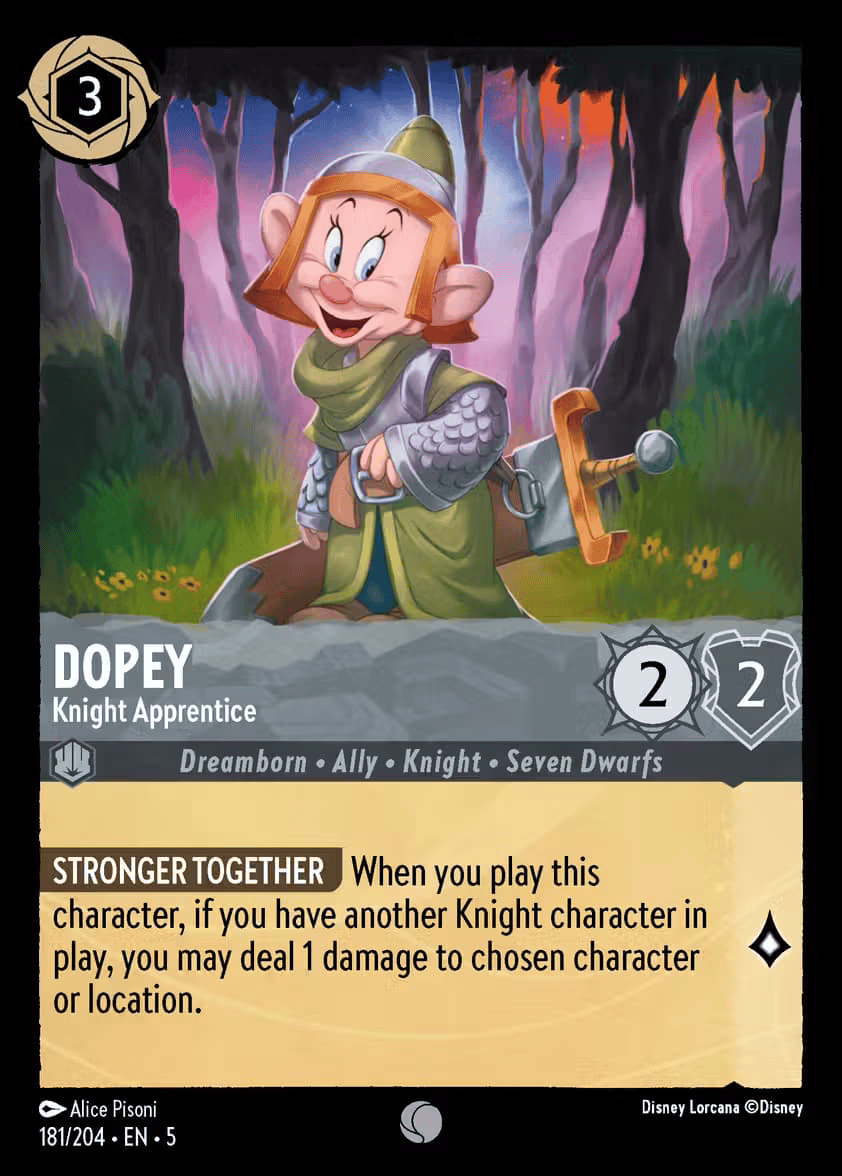 3
DOPEY
Knight Apprentice
2
2
Dreamborn • Ally • Knight • Seven Dwarfs
STRONGER TOGETHER When you play this
character, if you have another Knight character in
play, you may deal 1 damage to chosen character
or location.
Alice Pisoni
181/204 • EN • 5
Disney Lorcana ©Disney